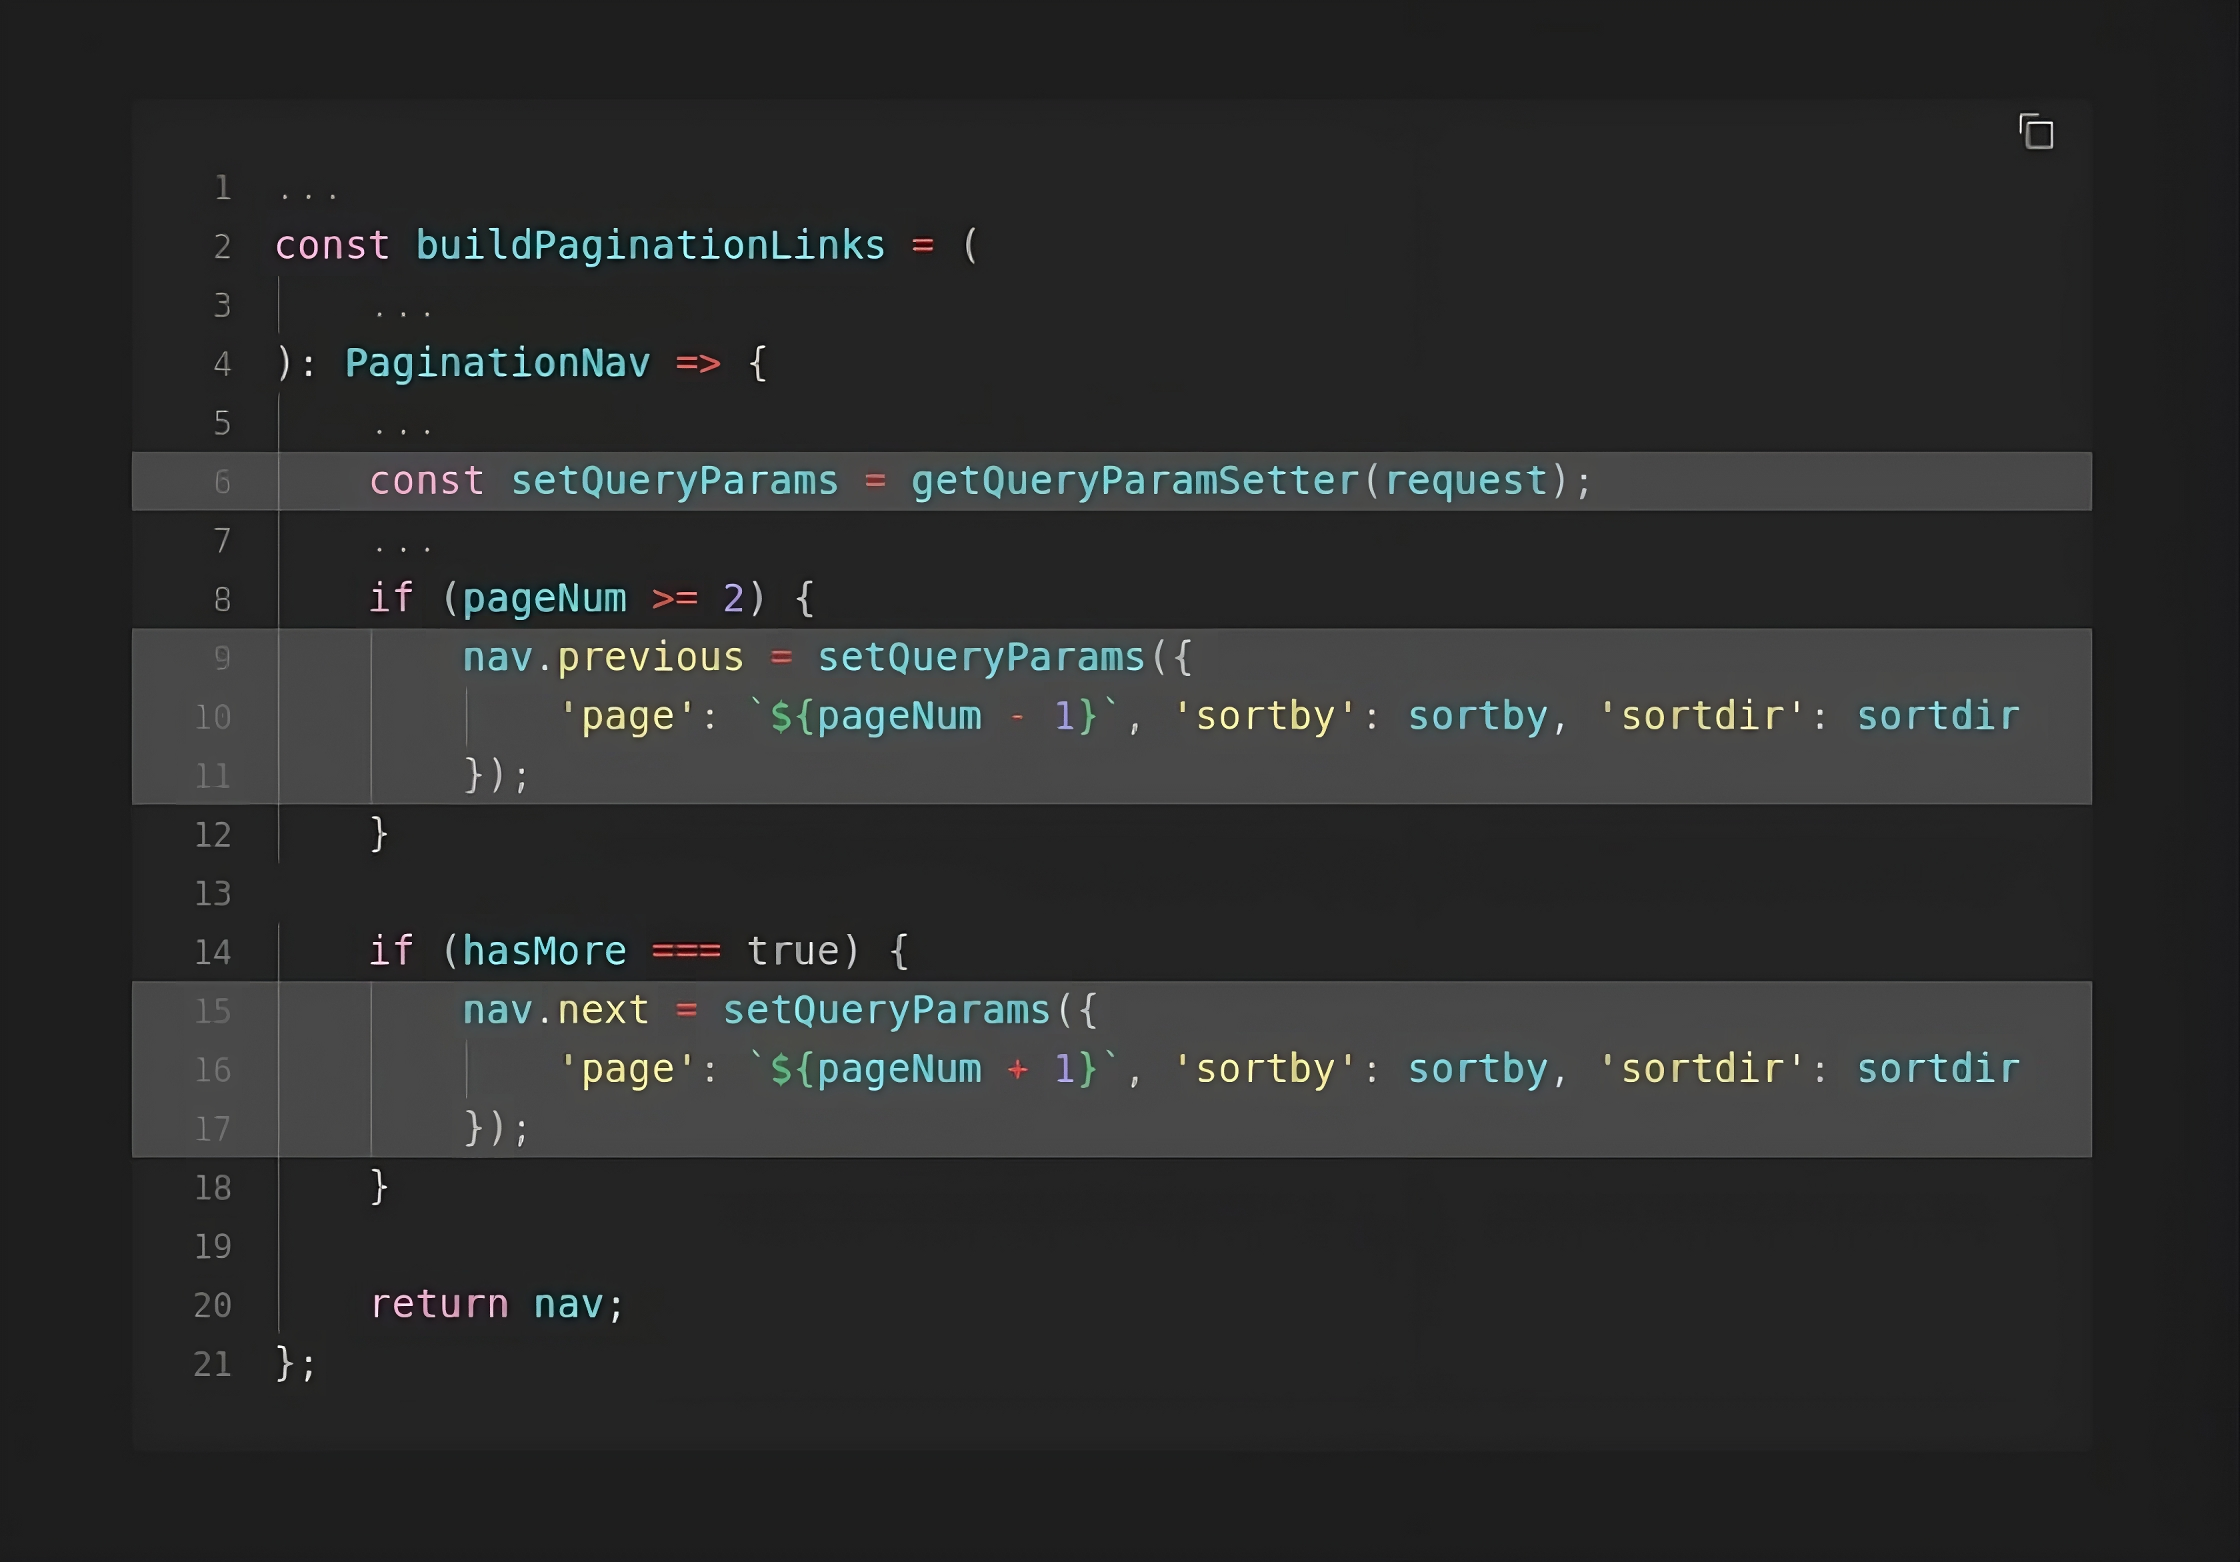 1 ...
2 const buildPaginationLinks = (
3     ...
4 ): PaginationNav => {
5     ...
6     const setQueryParams = getQueryParamSetter(request);
7     ...
8     if (pageNum >= 2) {
9         nav.previous = setQueryParams({
10             'page': `${pageNum - 1}`, 'sortby': sortby, 'sortdir': sortdir
11         });
12     }
13
14     if (hasMore === true) {
15         nav.next = setQueryParams({
16             'page': `${pageNum + 1}`, 'sortby': sortby, 'sortdir': sortdir
17         });
18     }
19
20     return nav;
21 };